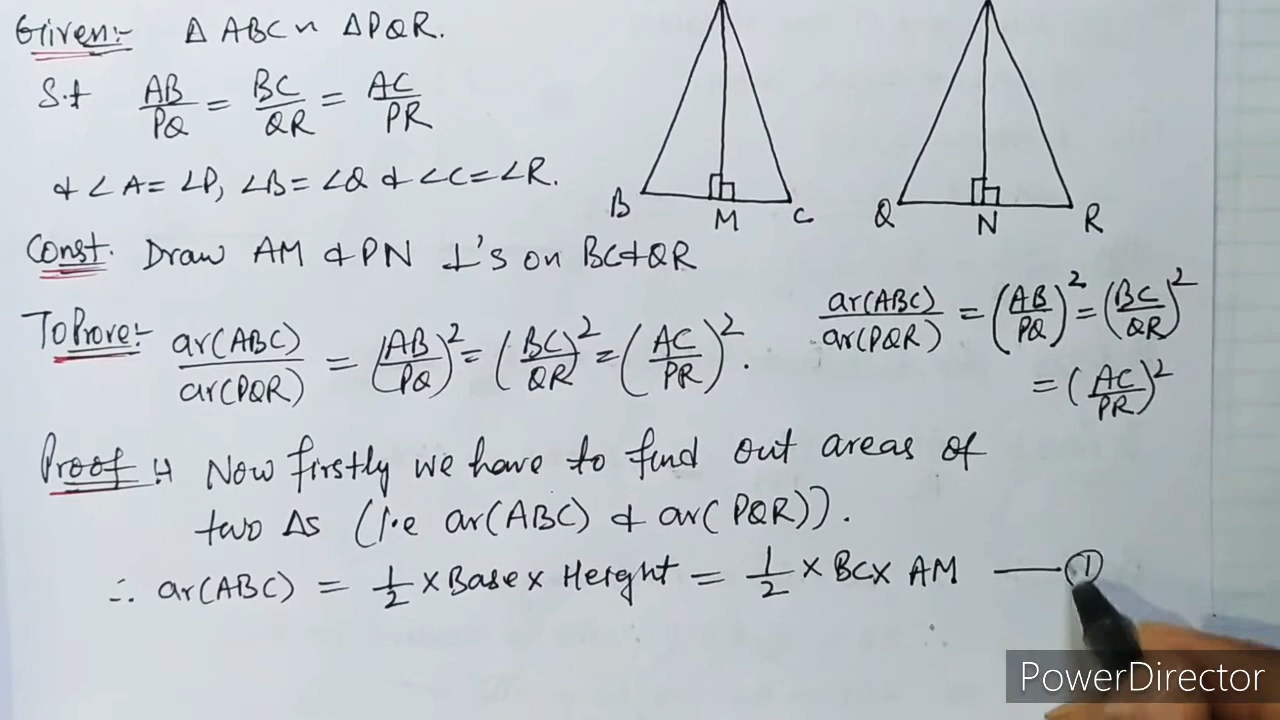 Given:- Δ ABC ~ ΔPQR.
S.t AB/PQ = BC/QR = AC/PR
& ∠A = ∠P, ∠B = ∠Q & ∠C = ∠R.
B M C
Q N R
Const. Draw AM & PN ⊥'s on BC & QR
To Prove:- ar(ABC)/ar(PQR) = (AB/PQ)² = (BC/QR)² = (AC/PR)².
ar(ABC)/ar(PQR) = (AB/PQ)² = (BC/QR)²
= (AC/PR)²
Proof :- Now firstly we have to find out areas of
two Δs (i.e ar(ABC) & ar(PQR)).
∴ ar(ABC) = 1/2 × Base × Height = 1/2 × BC × AM — ①
PowerDirector